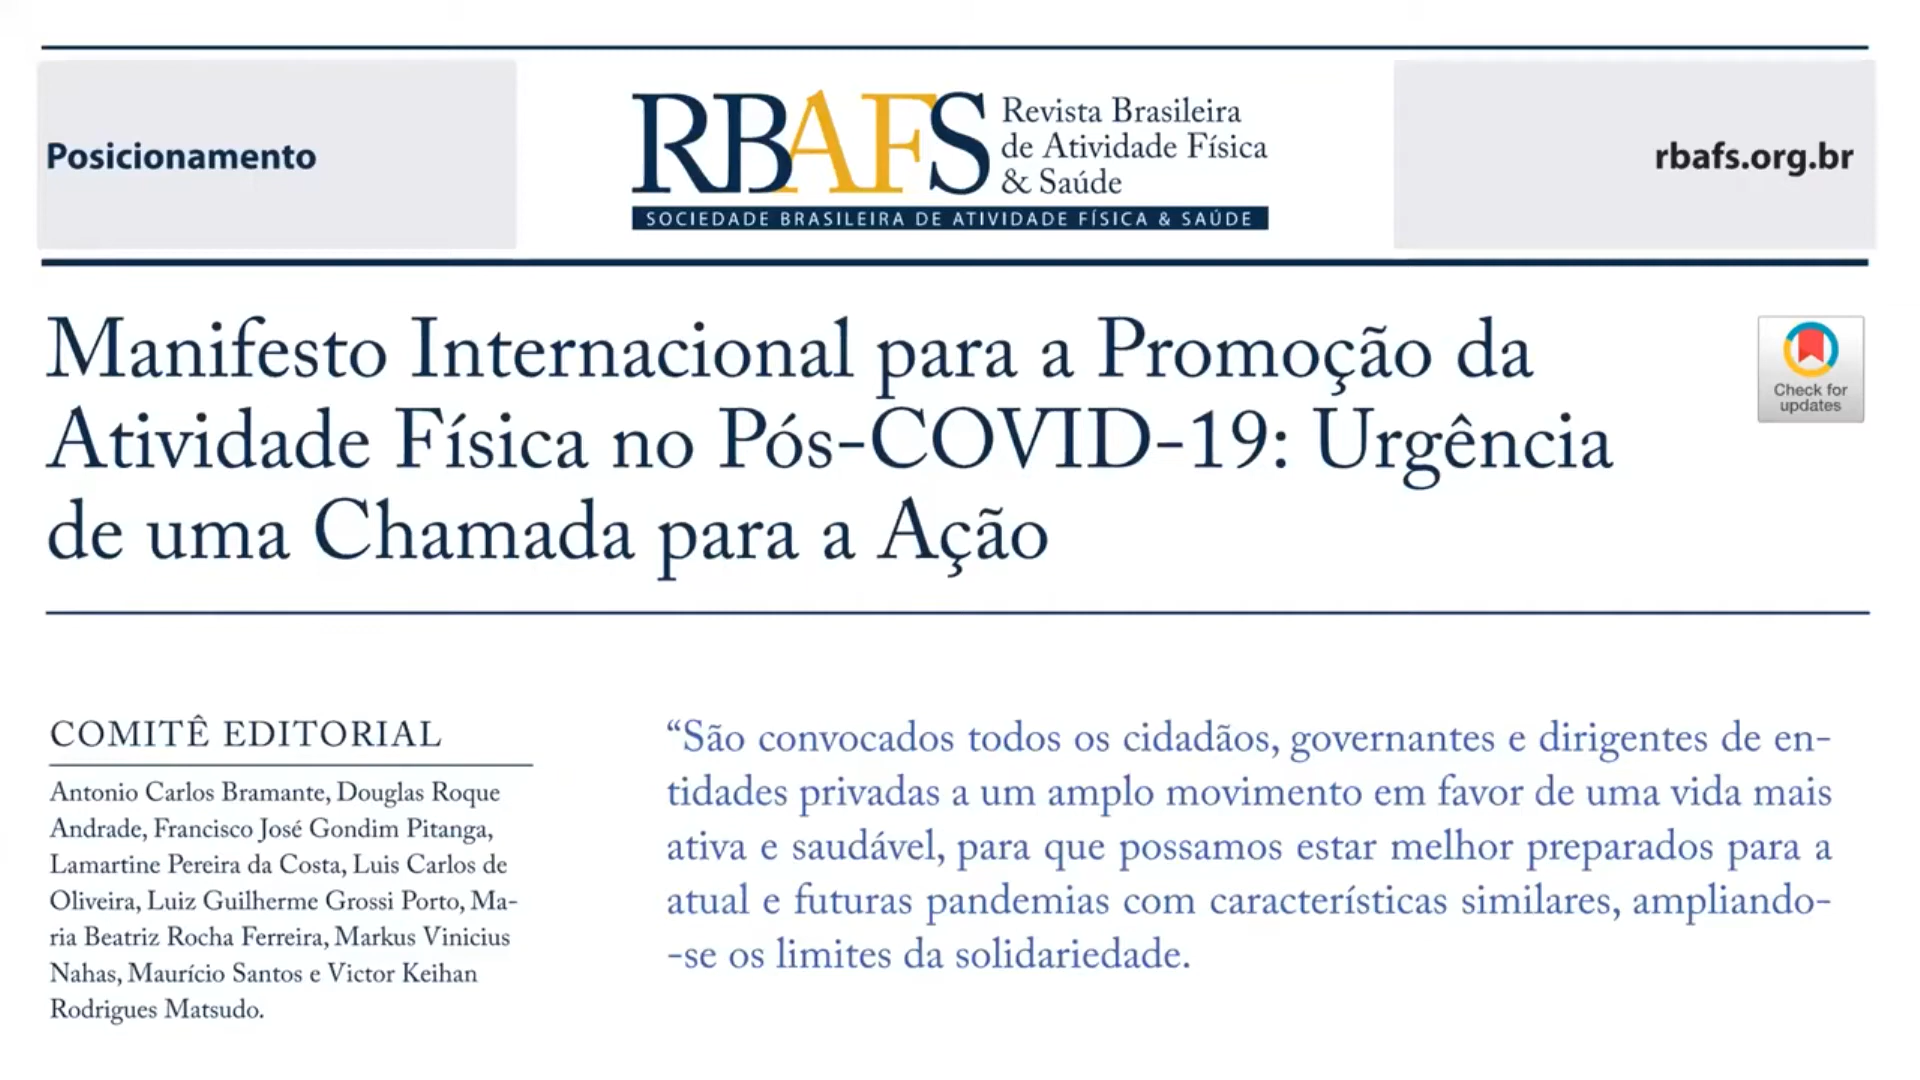 Posicionamento
RBAFS
Revista Brasileira
de Atividade Física
& Saúde
SOCIEDADE BRASILEIRA DE ATIVIDADE FÍSICA & SAÚDE
rbafs.org.br
Manifesto Internacional para a Promoção da
Atividade Física no Pós-COVID-19: Urgência
de uma Chamada para a Ação
Check for
updates
COMITÊ EDITORIAL
Antonio Carlos Bramante, Douglas Roque
Andrade, Francisco José Gondim Pitanga,
Lamartine Pereira da Costa, Luis Carlos de
Oliveira, Luiz Guilherme Grossi Porto, Ma-
ria Beatriz Rocha Ferreira, Markus Vinicius
Nahas, Maurício Santos e Victor Keihan
Rodrigues Matsudo.
“São convocados todos os cidadãos, governantes e dirigentes de en-
tidades privadas a um amplo movimento em favor de uma vida mais
ativa e saudável, para que possamos estar melhor preparados para a
atual e futuras pandemias com características similares, ampliando-
-se os limites da solidariedade.